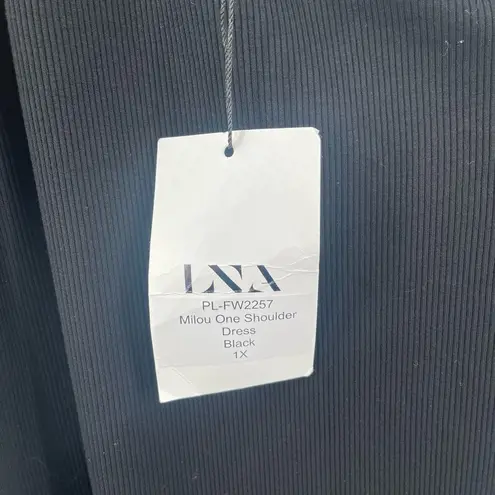 LNA
PL-FW2257
Milou One Shoulder
Dress
Black
1X